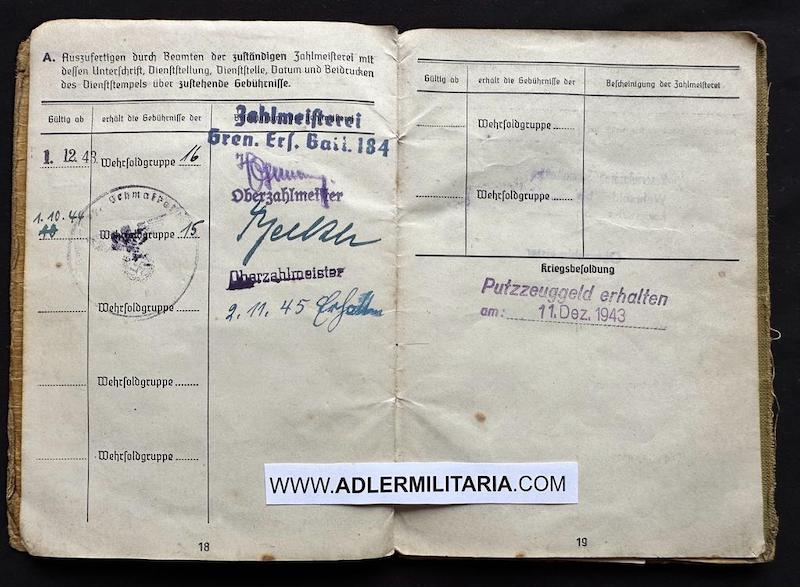 A. Auszufertigen durch Beamten der zuständigen Zahlmeisterei mit
dessen Unterschrift, Dienststellung, Dienststelle, Datum und Beidrucken
des Dienststempels über zustehende Gebührnisse.
Gültig ab erhält die Gebührnisse der
Zahlmeisterei
Gren. Ers. Batl. 184
1. 12. 43 Wehrsoldgruppe 16
Oberzahlmeister
1.10.44 Wehrsoldgruppe 15
Oberzahlmeister
2. 11. 45 Erhalten
Wehrsoldgruppe
Wehrsoldgruppe
Wehrsoldgruppe
18
Gültig ab erhält die Gebührnisse der Bescheinigung der Zahlmeisterei
Wehrsoldgruppe
Wehrsoldgruppe
Kriegsbesoldung
Putzzeuggeld erhalten
am: 11. Dez. 1943
19
WWW.ADLERMILITARIA.COM